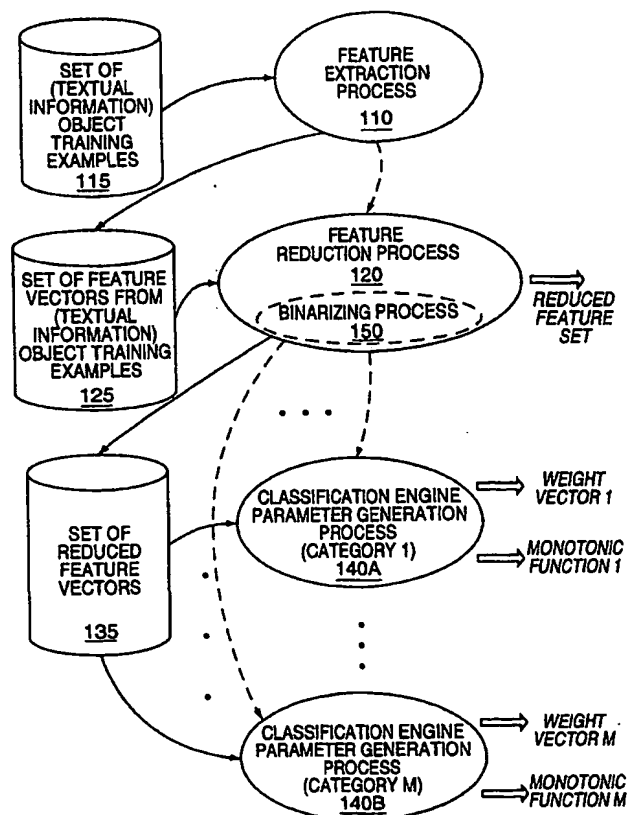 SET OF
(TEXTUAL
INFORMATION)
OBJECT
TRAINING
EXAMPLES
115
FEATURE
EXTRACTION
PROCESS
110
SET OF FEATURE
VECTORS FROM
(TEXTUAL
INFORMATION)
OBJECT TRAINING
EXAMPLES
125
FEATURE
REDUCTION PROCESS
120
BINARIZING PROCESS
150
REDUCED
FEATURE
SET
SET OF
REDUCED
FEATURE
VECTORS
135
CLASSIFICATION ENGINE
PARAMETER GENERATION
PROCESS
(CATEGORY 1)
140A
WEIGHT
VECTOR 1
MONOTONIC
FUNCTION 1
CLASSIFICATION ENGINE
PARAMETER GENERATION
PROCESS
(CATEGORY M)
140B
WEIGHT
VECTOR M
MONOTONIC
FUNCTION M